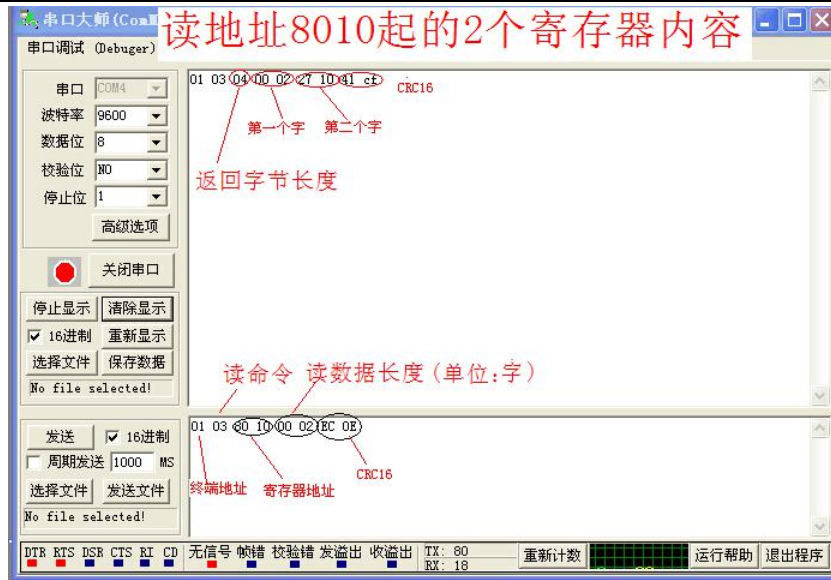 串口大师(Com
读地址8010起的2个寄存器内容
串口调试 (Debuger)
串口 COM4
波特率 9600
数据位 8
校验位 NO
停止位 1
高级选项
关闭串口
停止显示 清除显示
16进制 重新显示
选择文件 保存数据
No file selected!
01 03 04 00 02 27 10 41 cf CRC16
第一个字 第二个字
返回字节长度
读命令 读数据长度(单位:字)
发送 16进制
周期发送 1000 MS
选择文件 发送文件
No file selected!
01 03 80 10 00 02 EC 0E
CRC16
终端地址 寄存器地址
DTR RTS DSR CTS RI CD 无信号 帧错 校验错 发溢出 收溢出 TX: 80
RX: 18
重新计数 运行帮助 退出程序